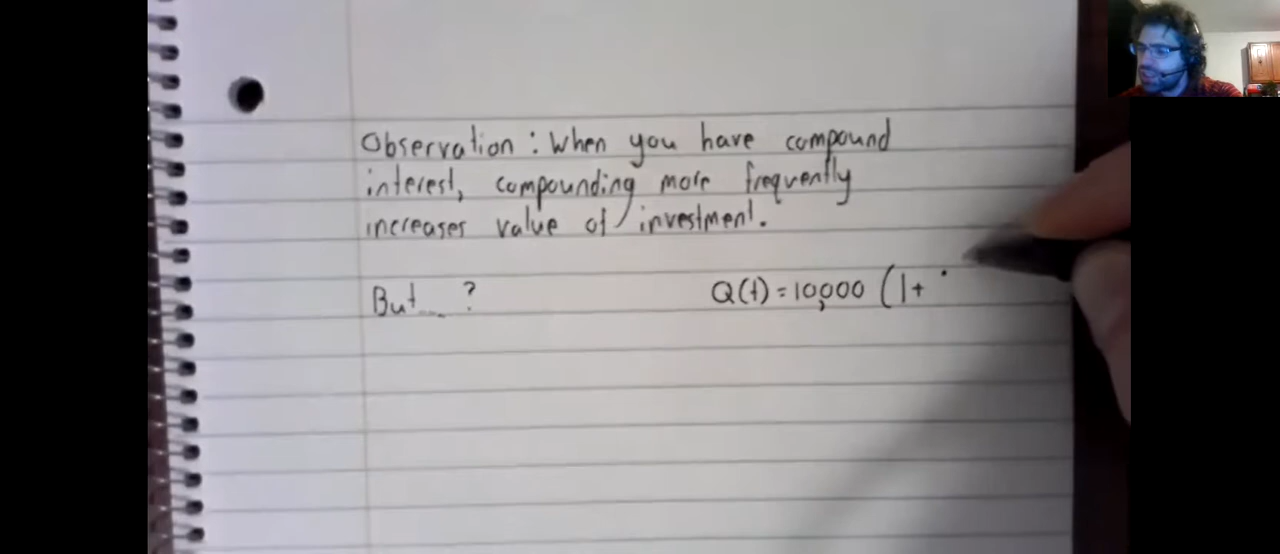 Observation: When you have compound
interest, compounding more frequently
increases value of investment.
But... ?
Q(t) = 10,000 (1+ .